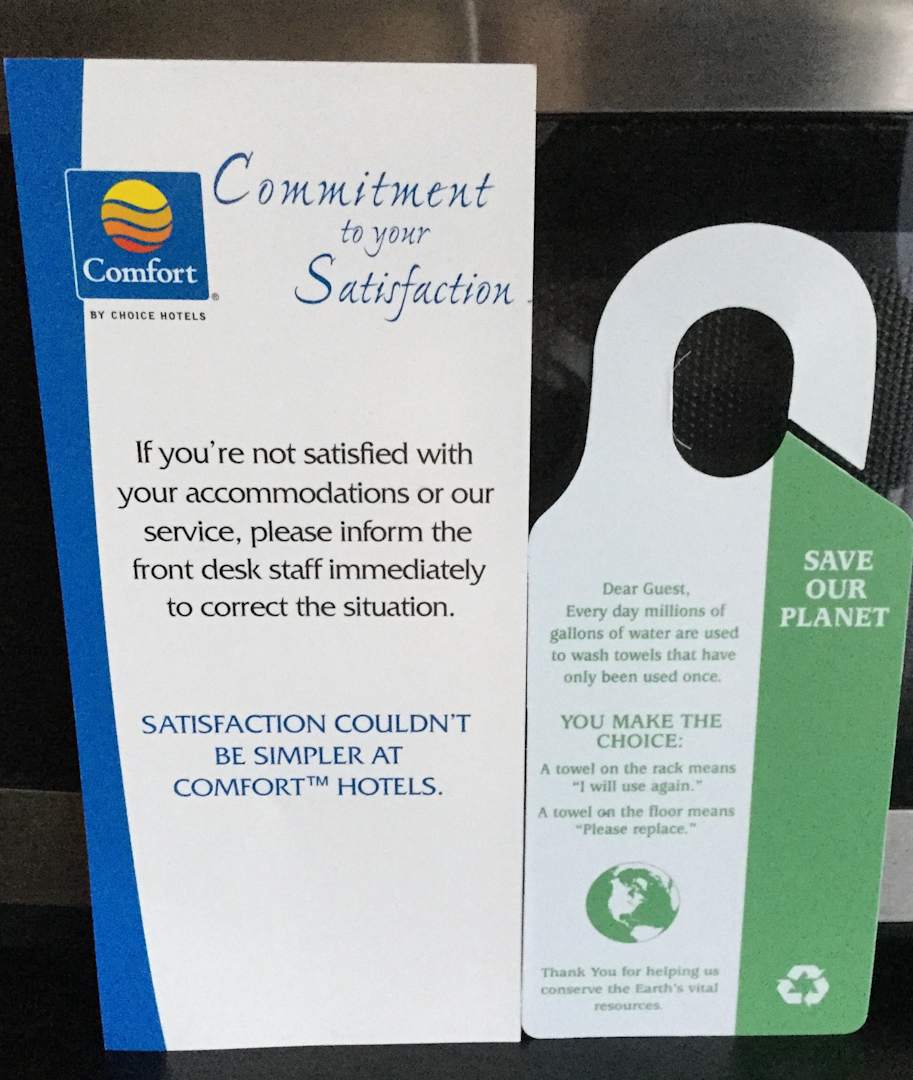 Commitment
to your
Satisfaction
Comfort
®
BY CHOICE HOTELS
If you're not satisfied with
your accommodations or our
service, please inform the
front desk staff immediately
to correct the situation.
SATISFACTION COULDN'T
BE SIMPLER AT
COMFORT™ HOTELS.
Dear Guest,
Every day millions of
gallons of water are used
to wash towels that have
only been used once.
YOU MAKE THE
CHOICE:
A towel on the rack means
"I will use again."
A towel on the floor means
"Please replace."
Thank You for helping us
conserve the Earth's vital
resources.
SAVE
OUR
PLANET